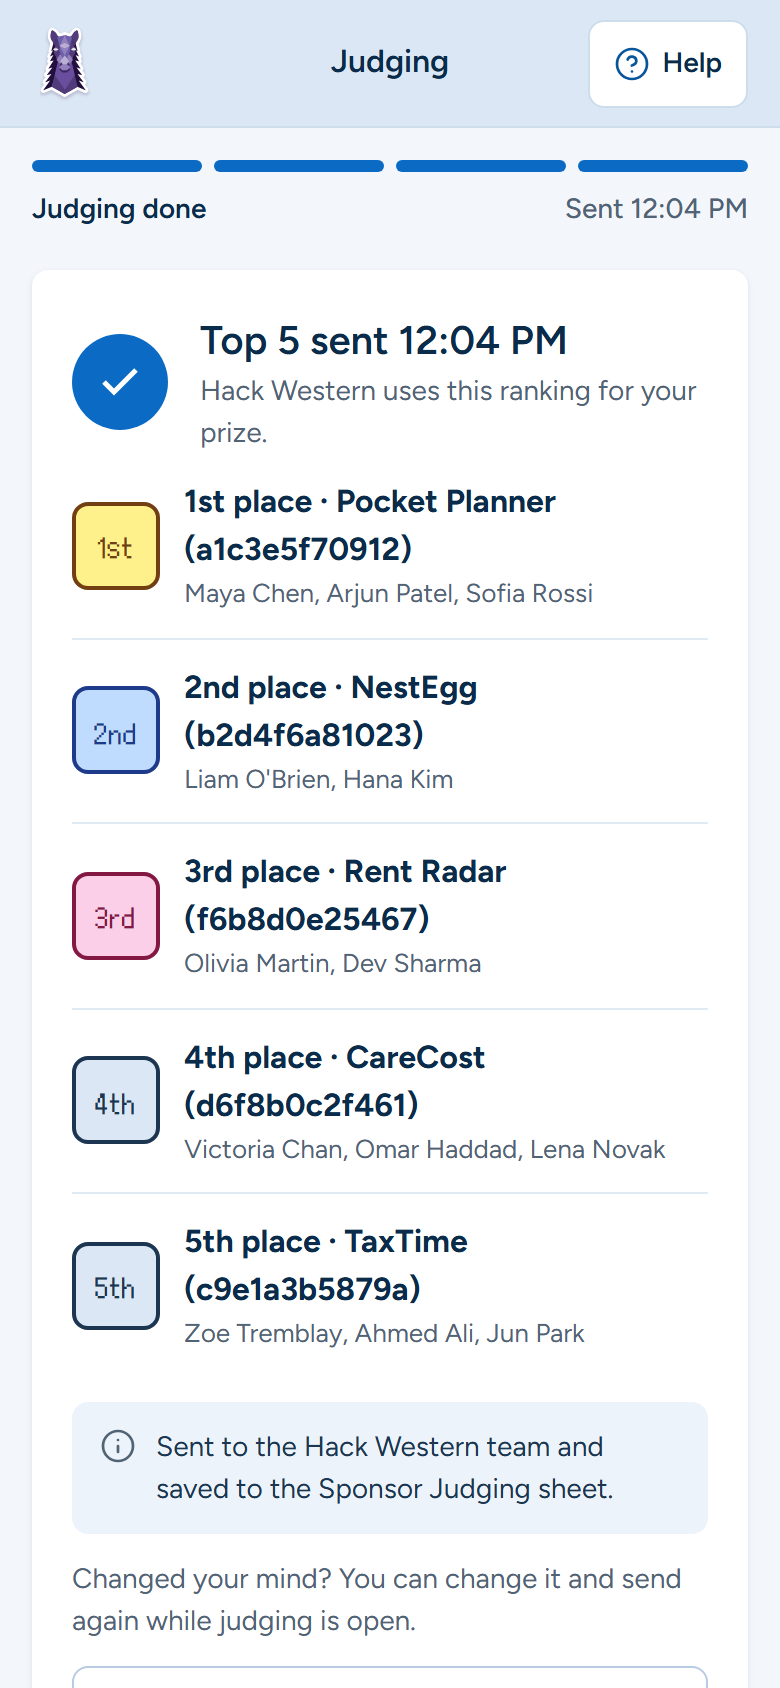 Judging
Help
Judging done
Sent 12:04 PM
Top 5 sent 12:04 PM
Hack Western uses this ranking for your
prize.
1st
1st place · Pocket Planner
(a1c3e5f70912)
Maya Chen, Arjun Patel, Sofia Rossi
2nd
2nd place · NestEgg
(b2d4f6a81023)
Liam O'Brien, Hana Kim
3rd
3rd place · Rent Radar
(f6b8d0e25467)
Olivia Martin, Dev Sharma
4th
4th place · CareCost
(d6f8b0c2f461)
Victoria Chan, Omar Haddad, Lena Novak
5th
5th place · TaxTime
(c9e1a3b5879a)
Zoe Tremblay, Ahmed Ali, Jun Park
Sent to the Hack Western team and
saved to the Sponsor Judging sheet.
Changed your mind? You can change it and send
again while judging is open.